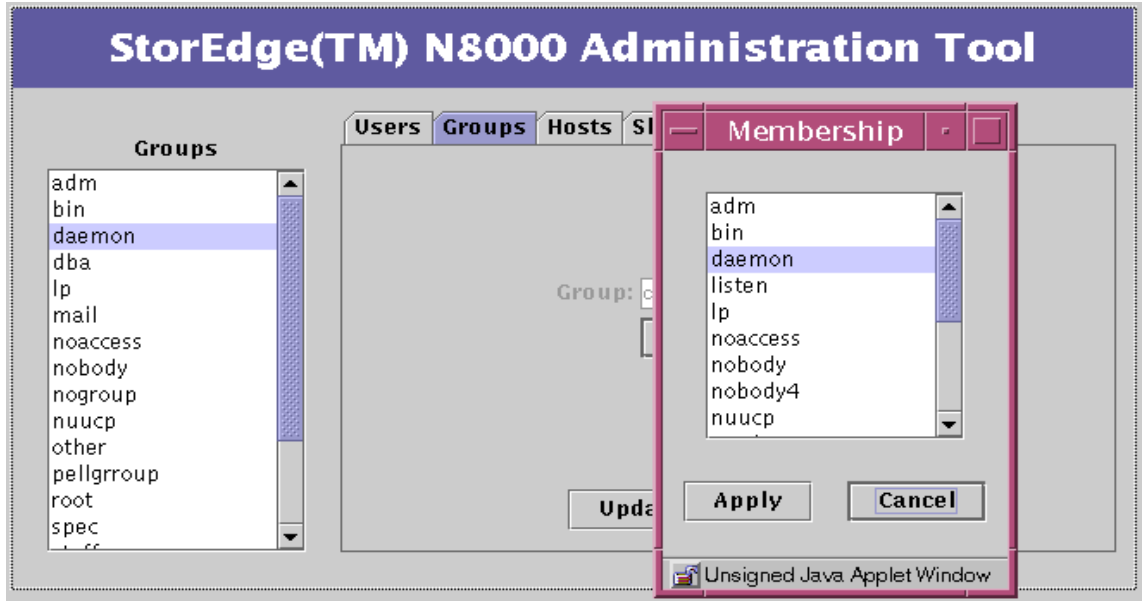 StorEdge(TM) N8000 Administration Tool
Groups
adm
bin
daemon
dba
lp
mail
noaccess
nobody
nogroup
nuucp
other
pellgrroup
root
spec
Users Groups Hosts
Group:
Membership
adm
bin
daemon
listen
lp
noaccess
nobody
nobody4
nuucp
Apply Cancel
Unsigned Java Applet Window